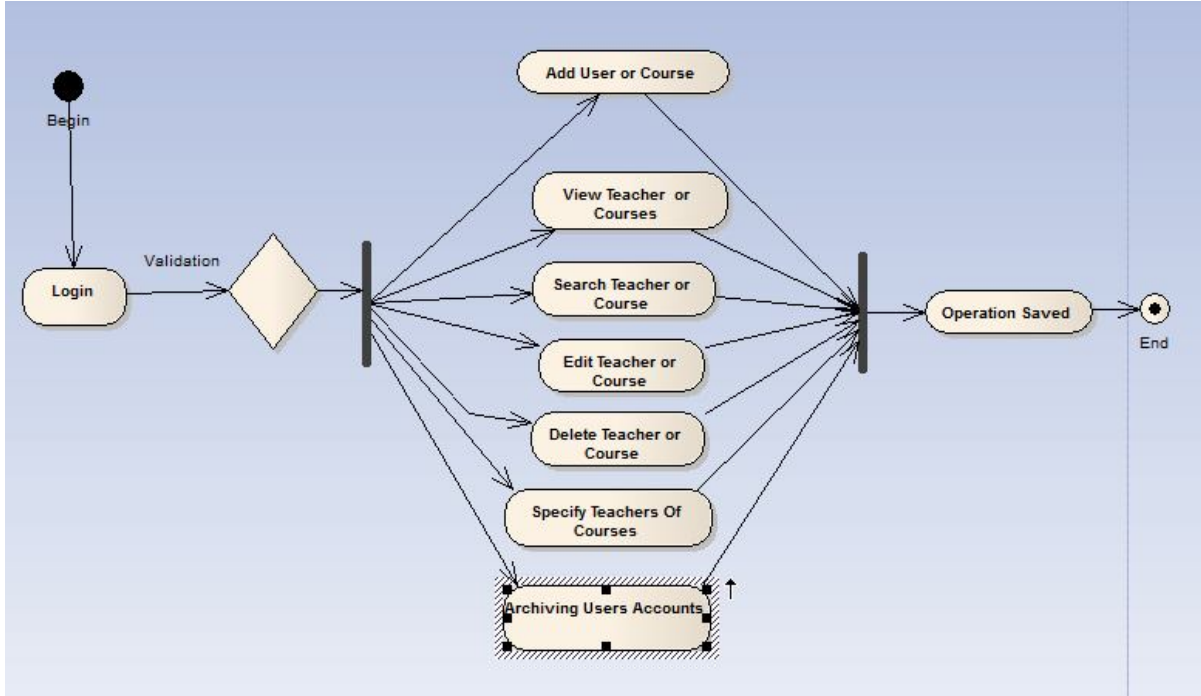 Add User or Course
Begin
View Teacher or
Courses
Validation
Login
Search Teacher or
Course
Operation Saved
End
Edit Teacher or
Course
Delete Teacher or
Course
Specify Teachers Of
Courses
Archiving Users Accounts